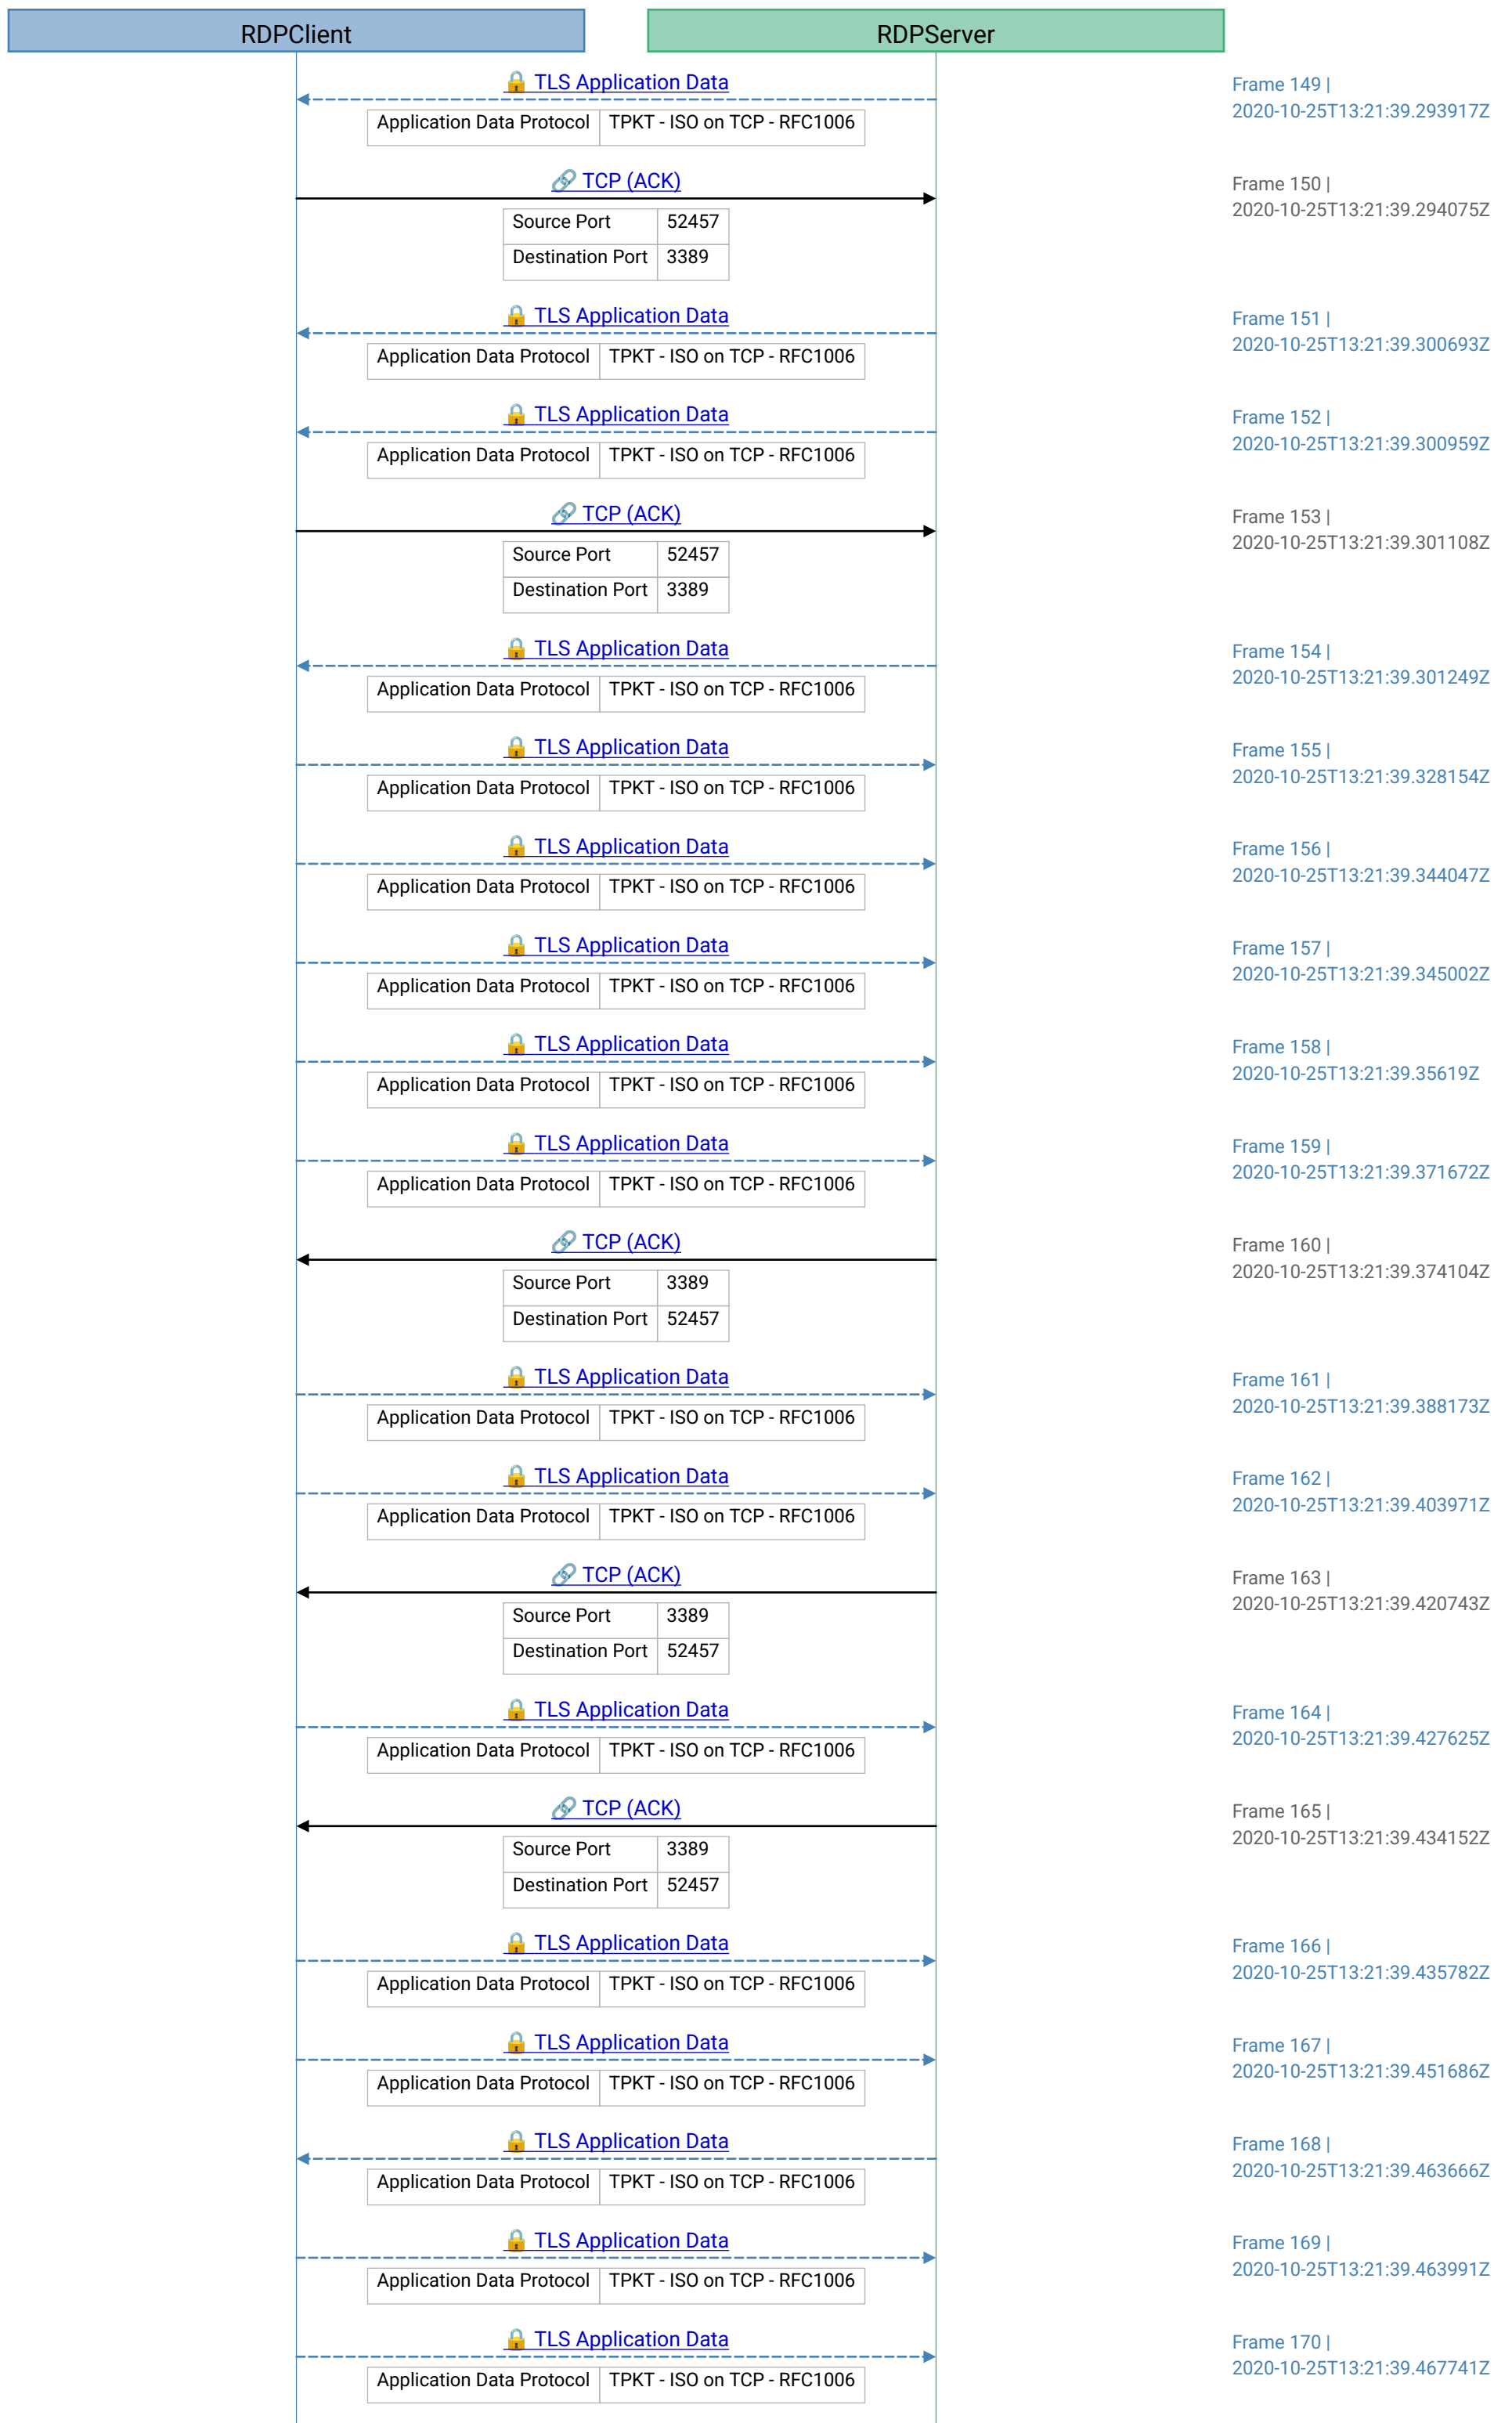 RDPClient
RDPServer
🔒 TLS Application Data
Frame 149 |
2020-10-25T13:21:39.293917Z
Application Data Protocol TPKT - ISO on TCP - RFC1006
🔗 TCP (ACK)
Frame 150 |
2020-10-25T13:21:39.294075Z
Source Port 52457
Destination Port 3389
🔒 TLS Application Data
Frame 151 |
2020-10-25T13:21:39.300693Z
Application Data Protocol TPKT - ISO on TCP - RFC1006
🔒 TLS Application Data
Frame 152 |
2020-10-25T13:21:39.300959Z
Application Data Protocol TPKT - ISO on TCP - RFC1006
🔗 TCP (ACK)
Frame 153 |
2020-10-25T13:21:39.301108Z
Source Port 52457
Destination Port 3389
🔒 TLS Application Data
Frame 154 |
2020-10-25T13:21:39.301249Z
Application Data Protocol TPKT - ISO on TCP - RFC1006
🔒 TLS Application Data
Frame 155 |
2020-10-25T13:21:39.328154Z
Application Data Protocol TPKT - ISO on TCP - RFC1006
🔒 TLS Application Data
Frame 156 |
2020-10-25T13:21:39.344047Z
Application Data Protocol TPKT - ISO on TCP - RFC1006
🔒 TLS Application Data
Frame 157 |
2020-10-25T13:21:39.345002Z
Application Data Protocol TPKT - ISO on TCP - RFC1006
🔒 TLS Application Data
Frame 158 |
2020-10-25T13:21:39.35619Z
Application Data Protocol TPKT - ISO on TCP - RFC1006
🔒 TLS Application Data
Frame 159 |
2020-10-25T13:21:39.371672Z
Application Data Protocol TPKT - ISO on TCP - RFC1006
🔗 TCP (ACK)
Frame 160 |
2020-10-25T13:21:39.374104Z
Source Port 3389
Destination Port 52457
🔒 TLS Application Data
Frame 161 |
2020-10-25T13:21:39.388173Z
Application Data Protocol TPKT - ISO on TCP - RFC1006
🔒 TLS Application Data
Frame 162 |
2020-10-25T13:21:39.403971Z
Application Data Protocol TPKT - ISO on TCP - RFC1006
🔗 TCP (ACK)
Frame 163 |
2020-10-25T13:21:39.420743Z
Source Port 3389
Destination Port 52457
🔒 TLS Application Data
Frame 164 |
2020-10-25T13:21:39.427625Z
Application Data Protocol TPKT - ISO on TCP - RFC1006
🔗 TCP (ACK)
Frame 165 |
2020-10-25T13:21:39.434152Z
Source Port 3389
Destination Port 52457
🔒 TLS Application Data
Frame 166 |
2020-10-25T13:21:39.435782Z
Application Data Protocol TPKT - ISO on TCP - RFC1006
🔒 TLS Application Data
Frame 167 |
2020-10-25T13:21:39.451686Z
Application Data Protocol TPKT - ISO on TCP - RFC1006
🔒 TLS Application Data
Frame 168 |
2020-10-25T13:21:39.463666Z
Application Data Protocol TPKT - ISO on TCP - RFC1006
🔒 TLS Application Data
Frame 169 |
2020-10-25T13:21:39.463991Z
Application Data Protocol TPKT - ISO on TCP - RFC1006
🔒 TLS Application Data
Frame 170 |
2020-10-25T13:21:39.467741Z
Application Data Protocol TPKT - ISO on TCP - RFC1006